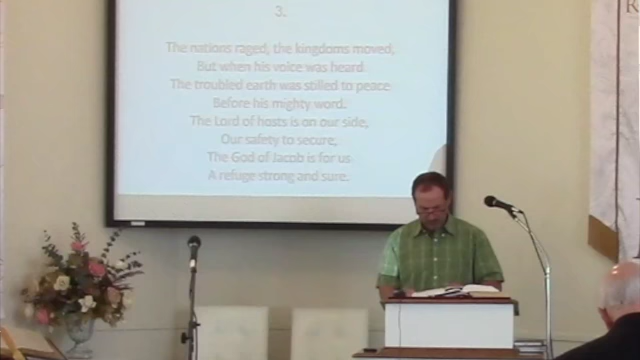 3.
The nations raged, the kingdoms moved,
But when his voice was heard
The troubled earth was stilled to peace
Before his mighty word.
The Lord of hosts is on our side,
Our safety to secure,
The God of Jacob is for us
A refuge strong and sure.
R